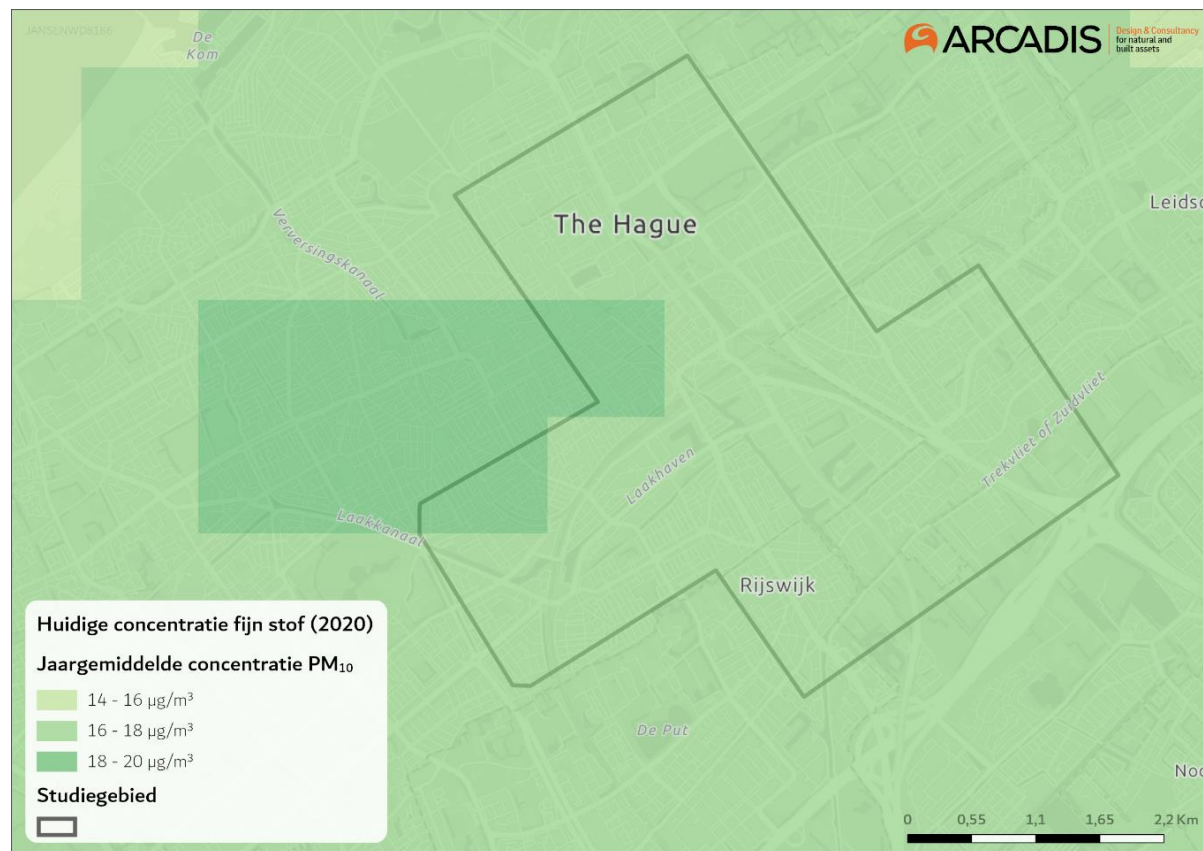 JANSENWD8186
De
Kom
ARCADIS
Design & Consultancy
for natural and
built assets
The Hague
Leidsc
Verversingskanaal
Trekvliet of Zuidvliet
Laakhaven
Laakkanaal
Rijswijk
De Put
Noo
Huidige concentratie fijn stof (2020)
Jaargemiddelde concentratie PM₁₀
14 - 16 µg/m³
16 - 18 µg/m³
18 - 20 µg/m³
Studiegebied
0 0,55 1,1 1,65 2,2 Km